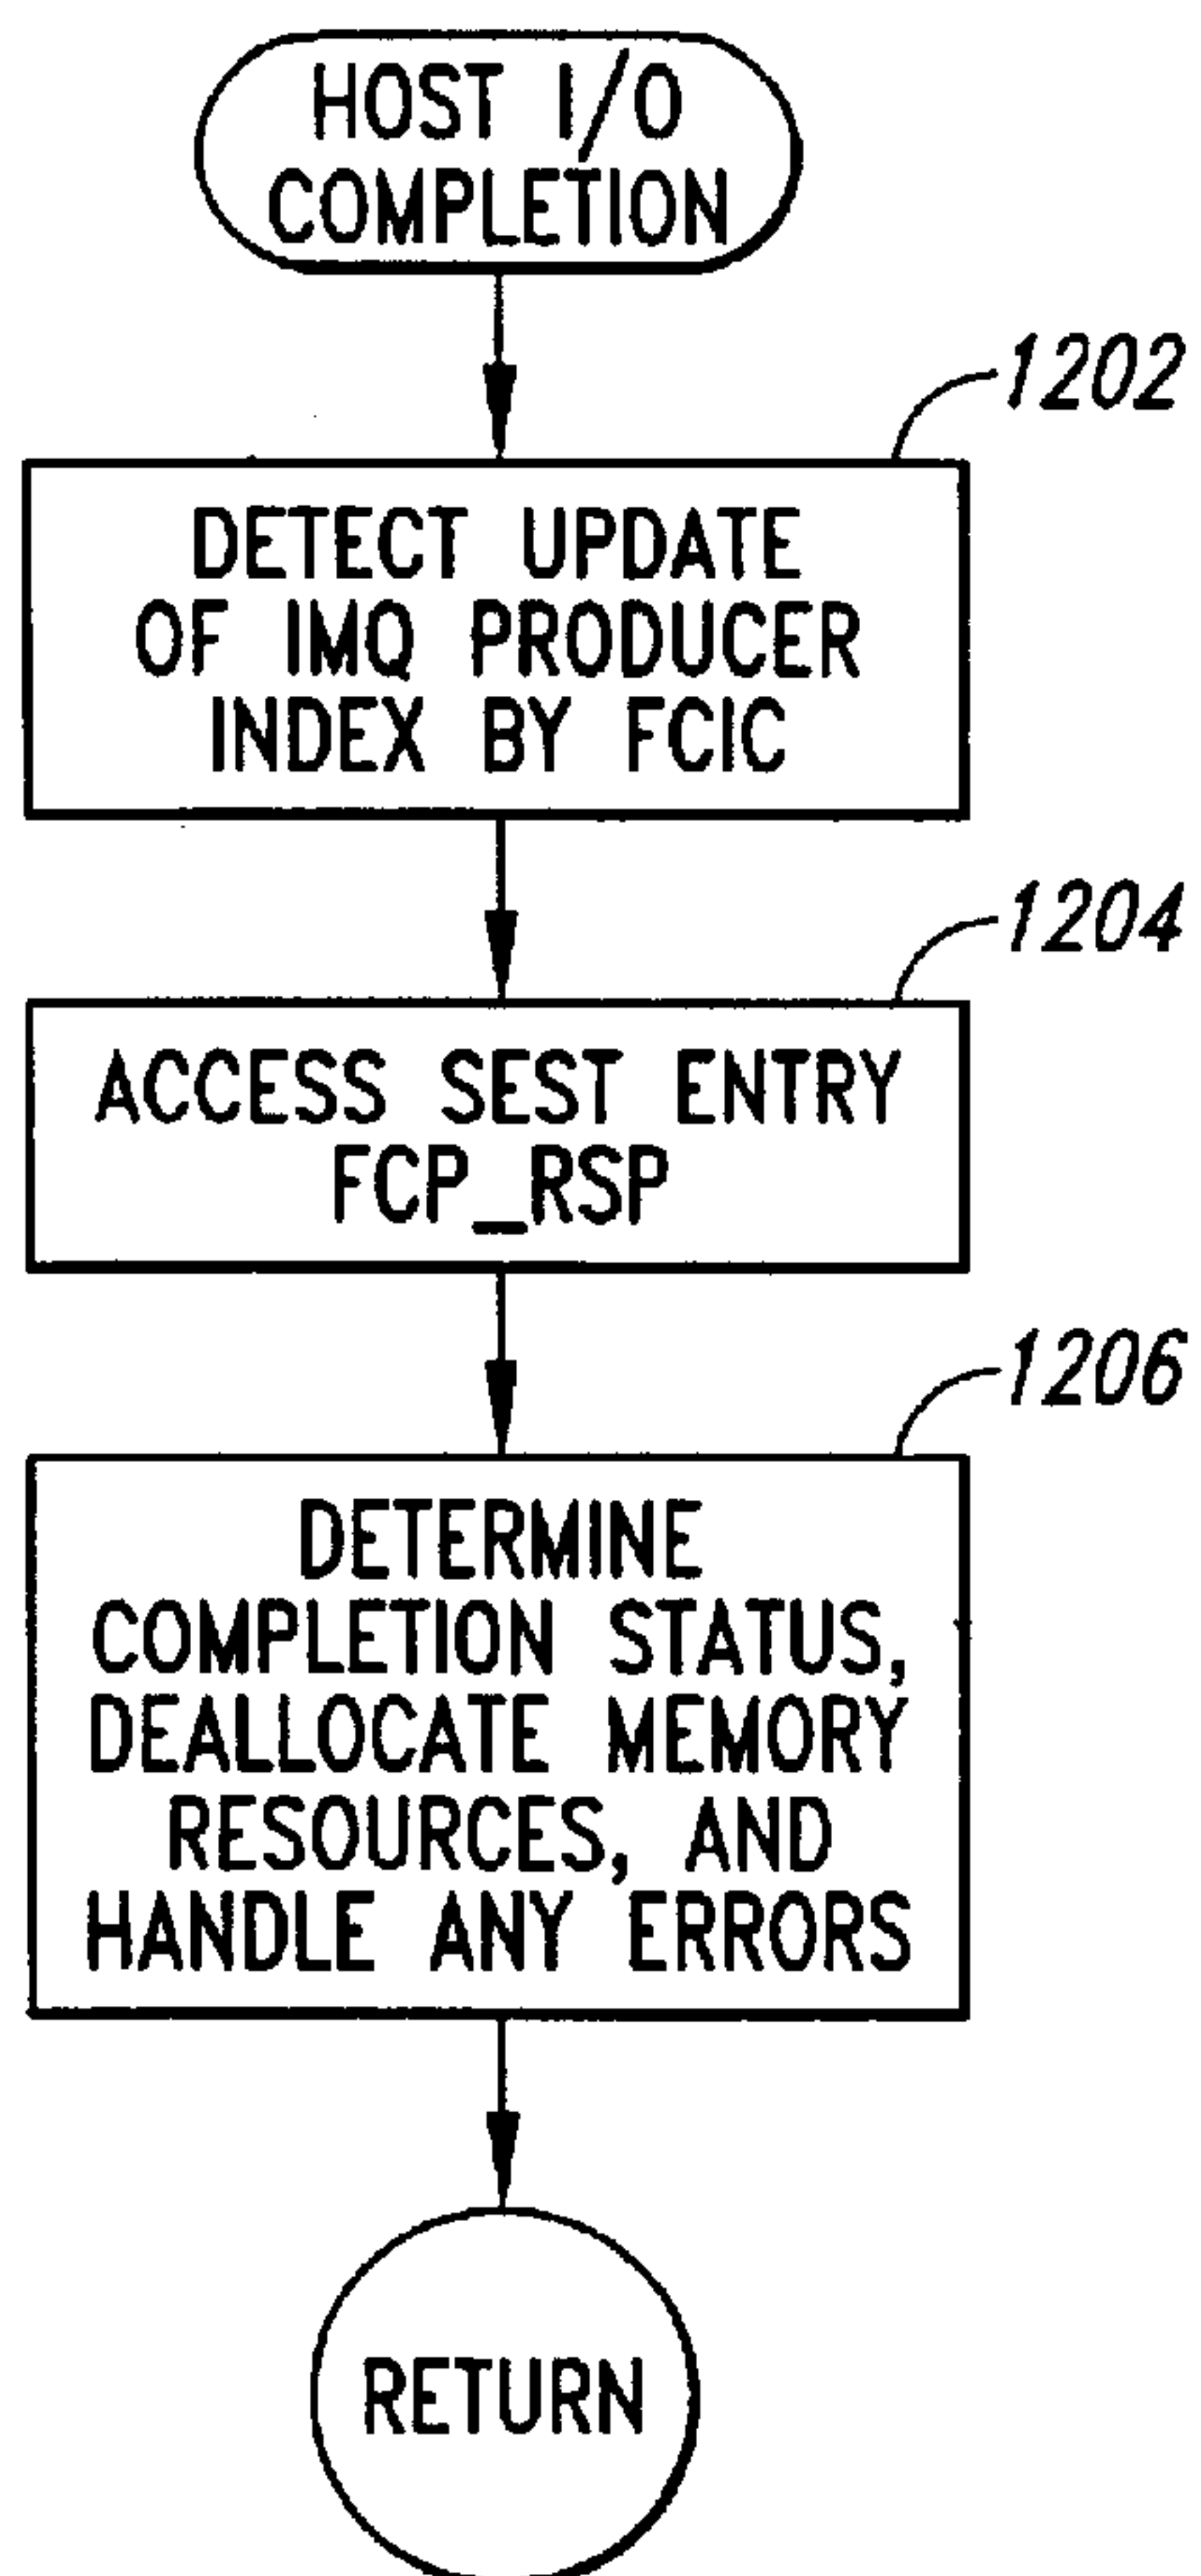 HOST I/O
COMPLETION
1202
DETECT UPDATE
OF IMQ PRODUCER
INDEX BY FCIC
1204
ACCESS SEST ENTRY
FCP_RSP
1206
DETERMINE
COMPLETION STATUS,
DEALLOCATE MEMORY
RESOURCES, AND
HANDLE ANY ERRORS
RETURN